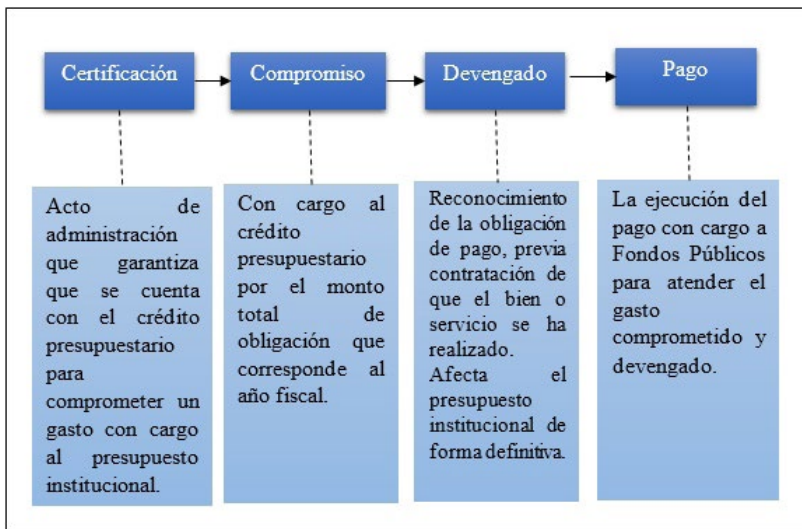 Certificación
Compromiso
Devengado
Pago
Acto de
administración
que garantiza
que se cuenta
con el crédito
presupuestario
para
comprometer un
gasto con cargo
al presupuesto
institucional.
Con cargo al
crédito
presupuestario
por el monto
total de
obligación que
corresponde al
año fiscal.
Reconocimiento
de la obligación
de pago, previa
contratación de
que el bien o
servicio se ha
realizado.
Afecta el
presupuesto
institucional de
forma definitiva.
La ejecución del
pago con cargo a
Fondos Públicos
para atender el
gasto
comprometido y
devengado.